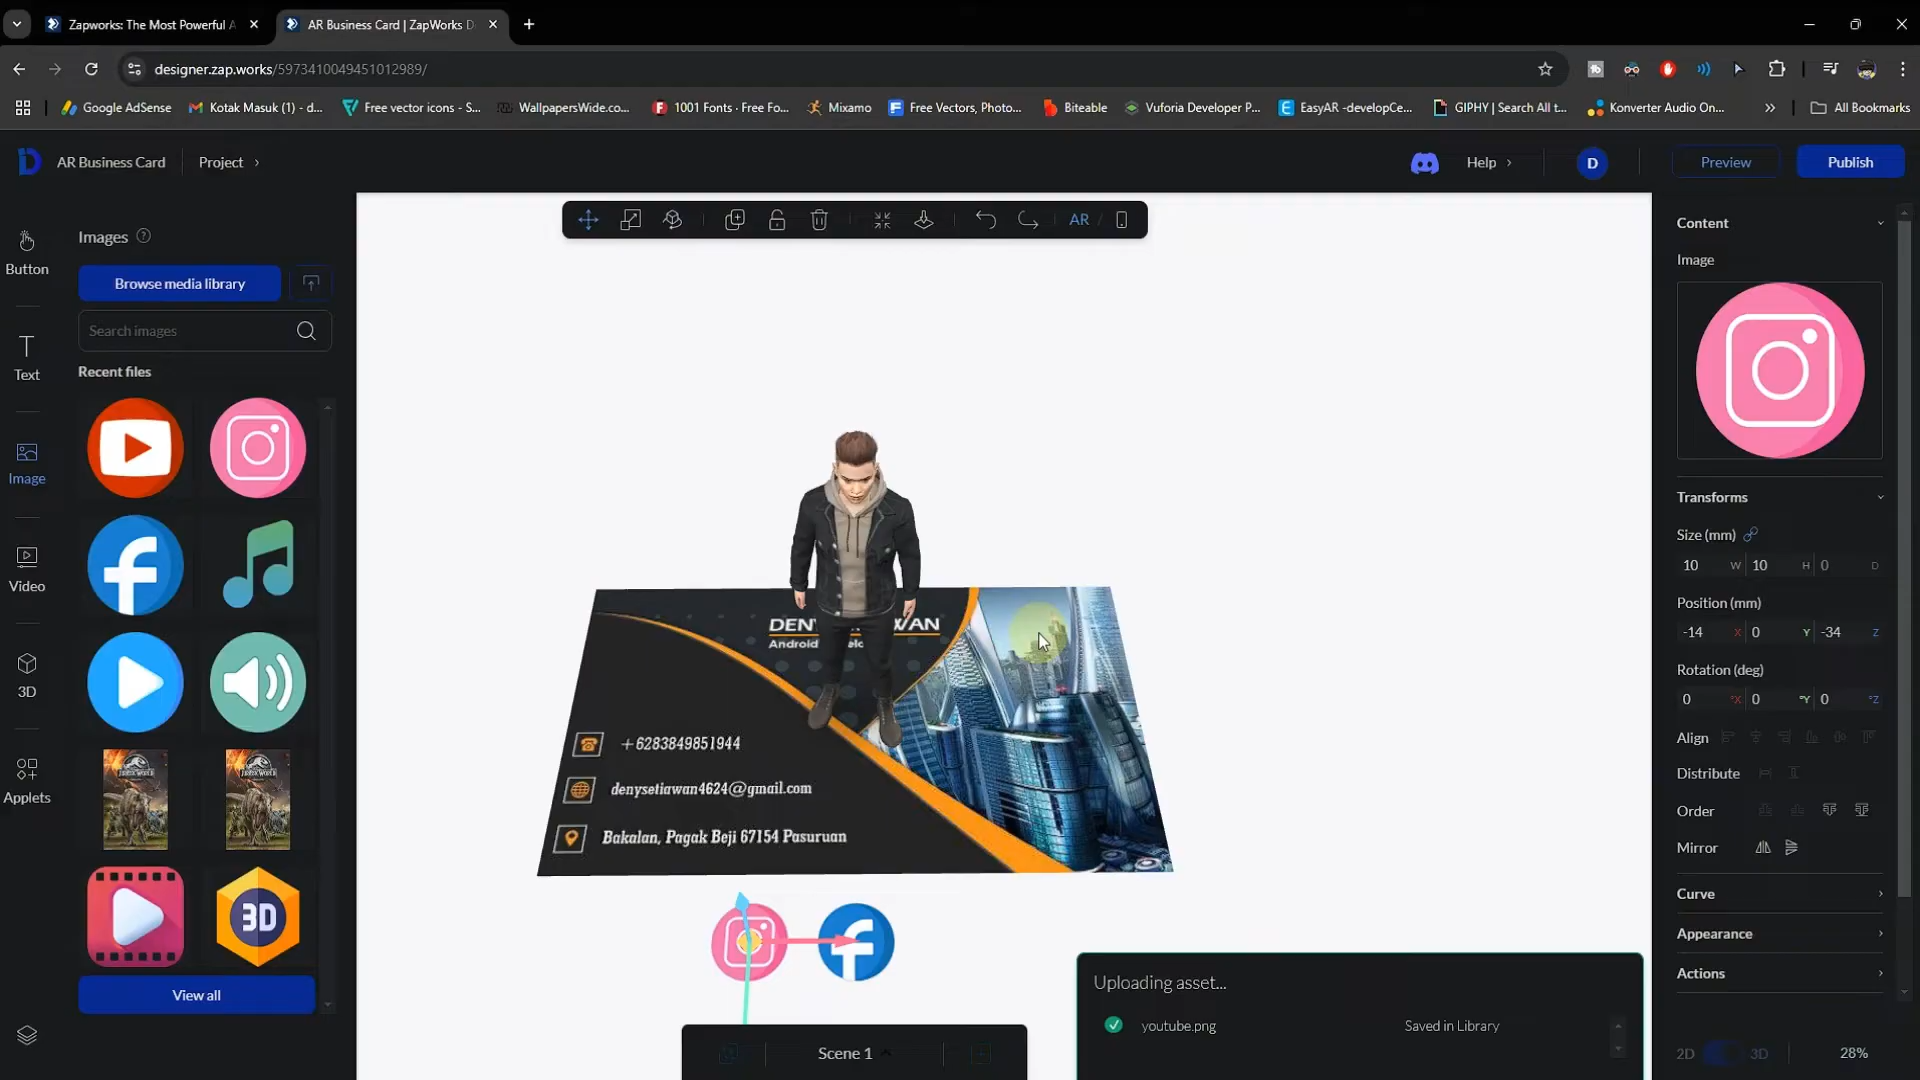 Zapworks: The Most Powerful A
AR Business Card | ZapWorks D
designer.zap.works/5973410049451012989/
Google AdSense
Kotak Masuk (1) - d...
Free vector icons - S...
WallpapersWide.co...
1001 Fonts · Free Fo...
Mixamo
Free Vectors, Photo...
Biteable
Vuforia Developer P...
EasyAR -developCe...
GIPHY | Search All t...
Konverter Audio On...
All Bookmarks
AR Business Card
Project
Help
D
Preview
Publish
Button
Text
Image
Video
3D
Applets
Images
Browse media library
Search images
Recent files
3D
View all
AR
DEN WAN
Android
+6283849851944
denysetiawan4624@gmail.com
Bakalan, Pagak Beji 67154 Pasuruan
Scene 1
Uploading asset...
youtube.png
Saved in Library
Content
Image
Transforms
Size (mm)
10 W 10 H 0 D
Position (mm)
-14 X 0 Y -34 Z
Rotation (deg)
0 °X 0 °Y 0 °Z
Align
Distribute
Order
Mirror
Curve
Appearance
Actions
2D 3D
28%